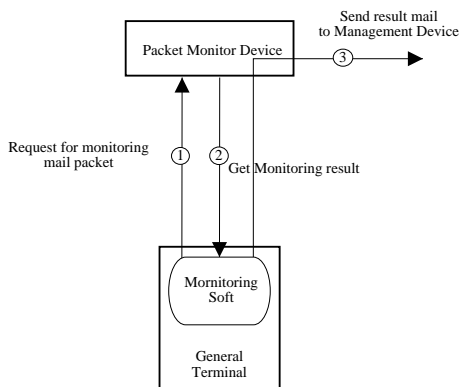 Send result mail
to Management Device
Packet Monitor Device
3
Request for monitoring
mail packet
1
2
Get Monitoring result
Mornitoring
Soft
General
Terminal